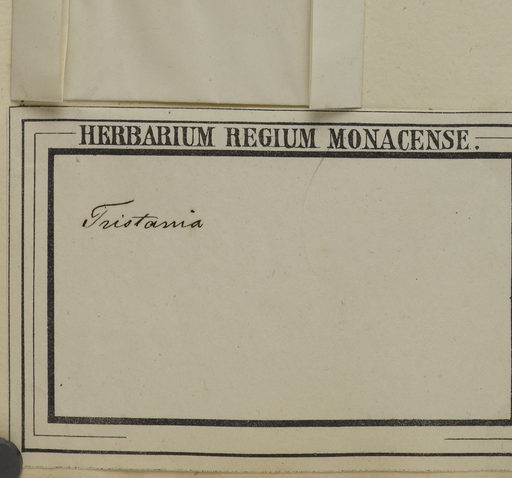 HERBARIUM REGIUM MONACENSE.
Tristania